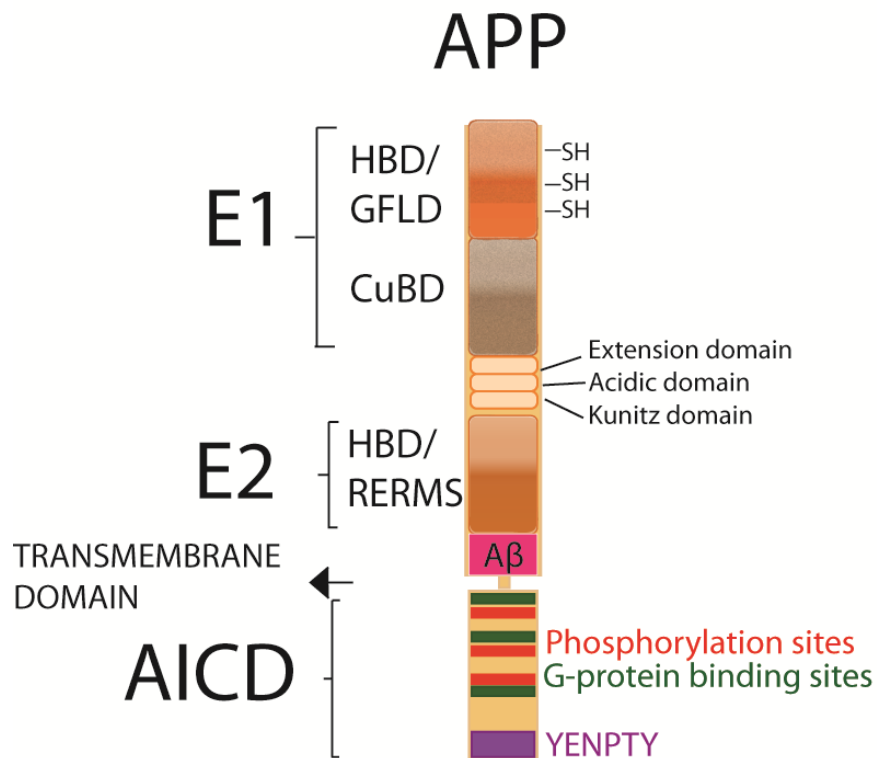 APP
E1
HBD/
GFLD
CuBD
–SH
–SH
–SH
Extension domain
Acidic domain
Kunitz domain
E2
HBD/
RERMS
Aβ
TRANSMEMBRANE
DOMAIN
AICD
Phosphorylation sites
G-protein binding sites
YENPTY